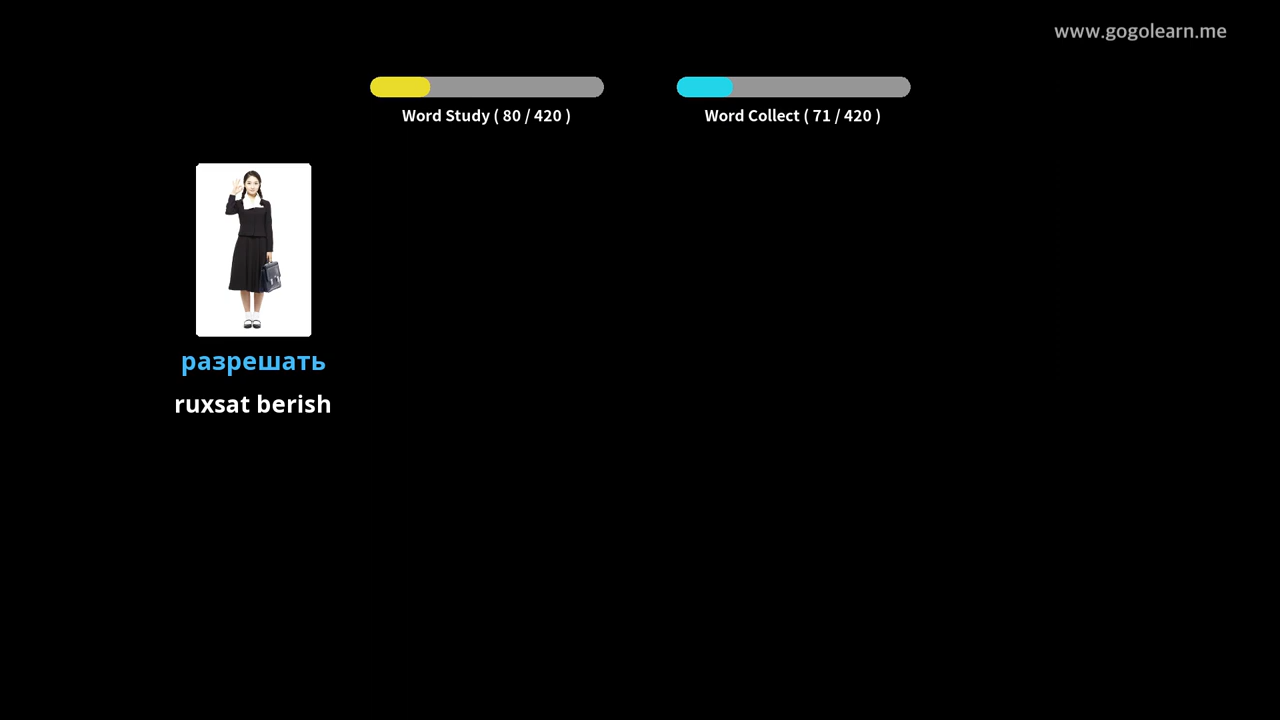 www.gogolearn.me
Word Study ( 80 / 420 )
Word Collect ( 71 / 420 )
разрешать
ruxsat berish